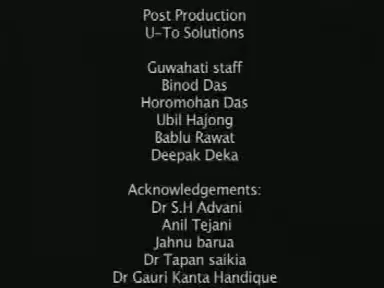 Post Production
U-To Solutions
Guwahati staff
Binod Das
Horomohan Das
Ubil Hajong
Bablu Rawat
Deepak Deka
Acknowledgements:
Dr S.H Advani
Anil Tejani
Jahnu barua
Dr Tapan saikia
Dr Gauri Kanta Handique